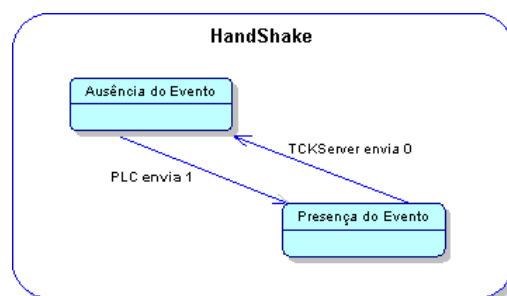 HandShake
Ausência do Evento
TCKServer envia 0
PLC envia 1
Presença do Evento